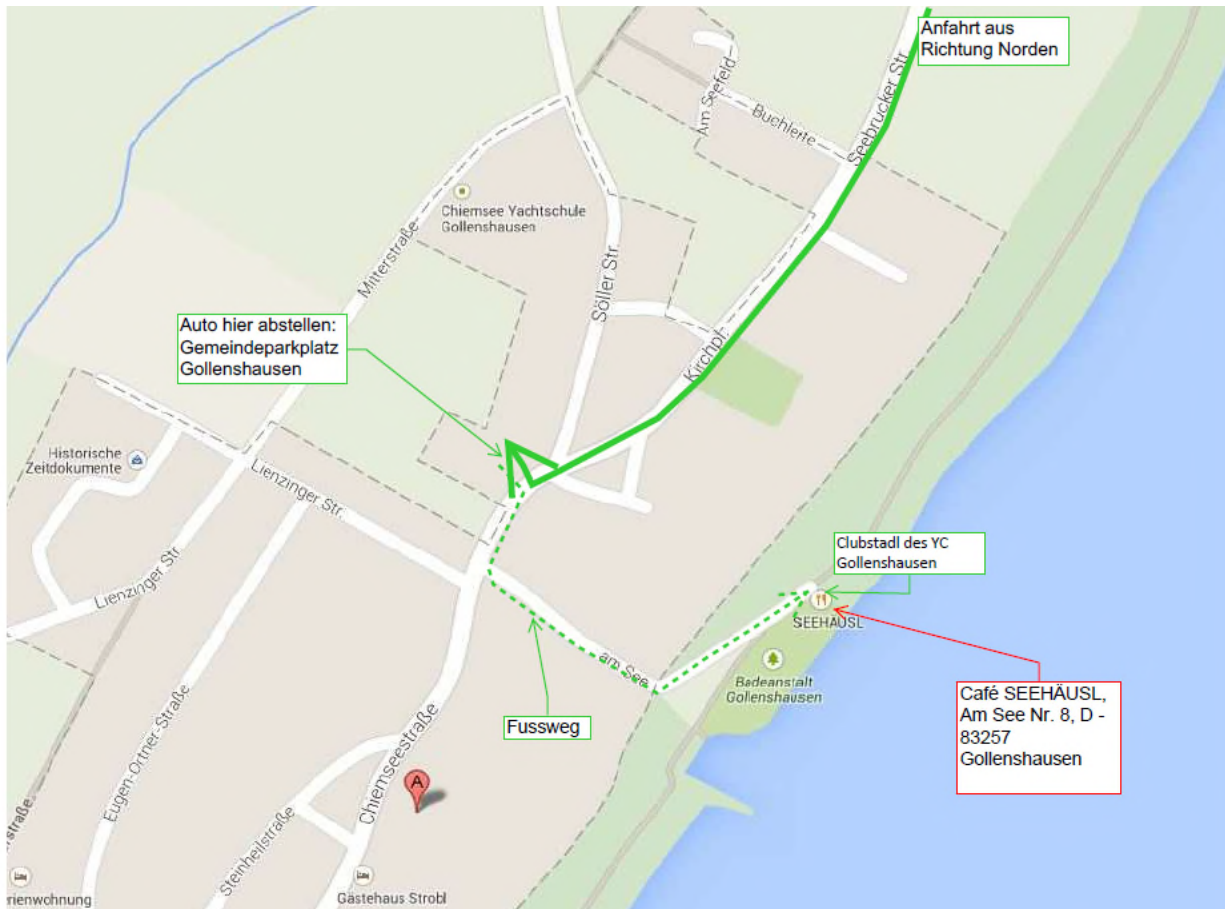 Anfahrt aus
Richtung Norden
Seebrucker Str.
Am Seefeld
Buchlerte
Chiemsee Yachtschule
Gollenshausen
Mitterstraße
Söller Str.
Auto hier abstellen:
Gemeindeparkplatz
Gollenshausen
Kirchpl.
Historische
Zeitdokumente
Lienzinger Str.
Lienzinger Str
Clubstadl des YC
Gollenshausen
SEEHÄUSL
am See
Badeanstalt
Gollenshausen
Café SEEHÄUSL,
Am See Nr. 8, D -
83257
Gollenshausen
Fussweg
Eugen-Ortner-Straße
Chiemseestraße
A
Steinheilstraße
erstraße
erienwohnung
Gästehaus Strobl